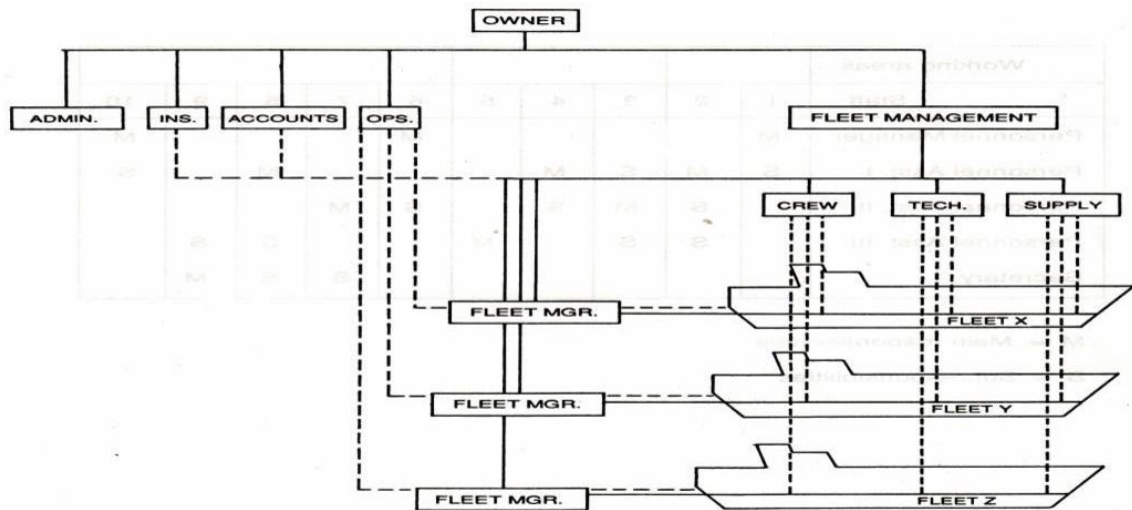 OWNER
ADMIN. INS. ACCOUNTS OPS. FLEET MANAGEMENT
CREW TECH. SUPPLY
FLEET MGR. FLEET X
FLEET MGR. FLEET Y
FLEET MGR. FLEET Z